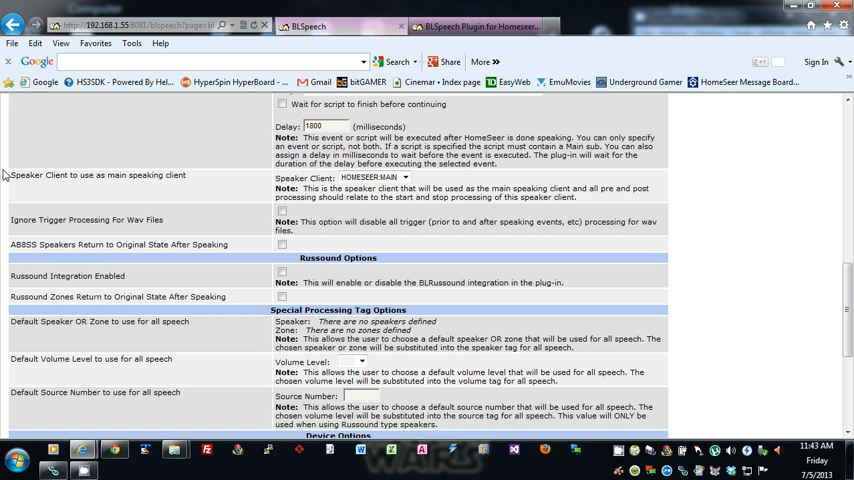 Computer
http://192.168.1.55:8081/blspeech?page=bl
BLSpeech
BLSpeech Plugin for Homeseer...
File Edit View Favorites Tools Help
Google
Search
Share
More »
Sign In
Google
HS3SDK - Powered By Hel...
HyperSpin HyperBoard - ...
Gmail
bitGAMER
Cinemar • Index page
EasyWeb
EmuMovies
Underground Gamer
HomeSeer Message Board...
Wait for script to finish before continuing
Delay: 1800 (milliseconds)
Note: This event or script will be executed after HomeSeer is done speaking. You can only specify
an event or script, not both. If a script is specified the script must contain a Main sub. You can also
assign a delay in milliseconds to wait before the event is executed. The plug-in will wait for the
duration of the delay before executing the selected event.
Speaker Client to use as main speaking client
Speaker Client: HOMESEER:MAIN
Note: This is the speaker client that will be used as the main speaking client and all pre and post
processing should relate to the start and stop processing of this speaker client.
Ignore Trigger Processing For Wav Files
Note: This option will disable all trigger (prior to and after speaking events, etc) processing for wav
files.
AB8SS Speakers Return to Original State After Speaking
Russound Options
Russound Integration Enabled
Note: This will enable or disable the BLRussound integration in the plug-in.
Russound Zones Return to Original State After Speaking
Special Processing Tag Options
Default Speaker OR Zone to use for all speech
Speaker: There are no speakers defined
Zone: There are no zones defined
Note: This allows the user to choose a default speaker OR zone that will be used for all speech. The
chosen speaker or zone will be substituted into the speaker tag for all speech.
Default Volume Level to use for all speech
Volume Level:
Note: This allows the user to choose a default volume level that will be used for all speech. The
chosen volume level will be substituted into the volume tag for all speech.
Default Source Number to use for all speech
Source Number:
Note: This allows the user to choose a default source number that will be used for all speech. The
chosen source number will be substituted into the source tag for all speech. This value will ONLY be
used when using Russound type speakers.
Device Options
WARS
11:43 AM
Friday
7/5/2013